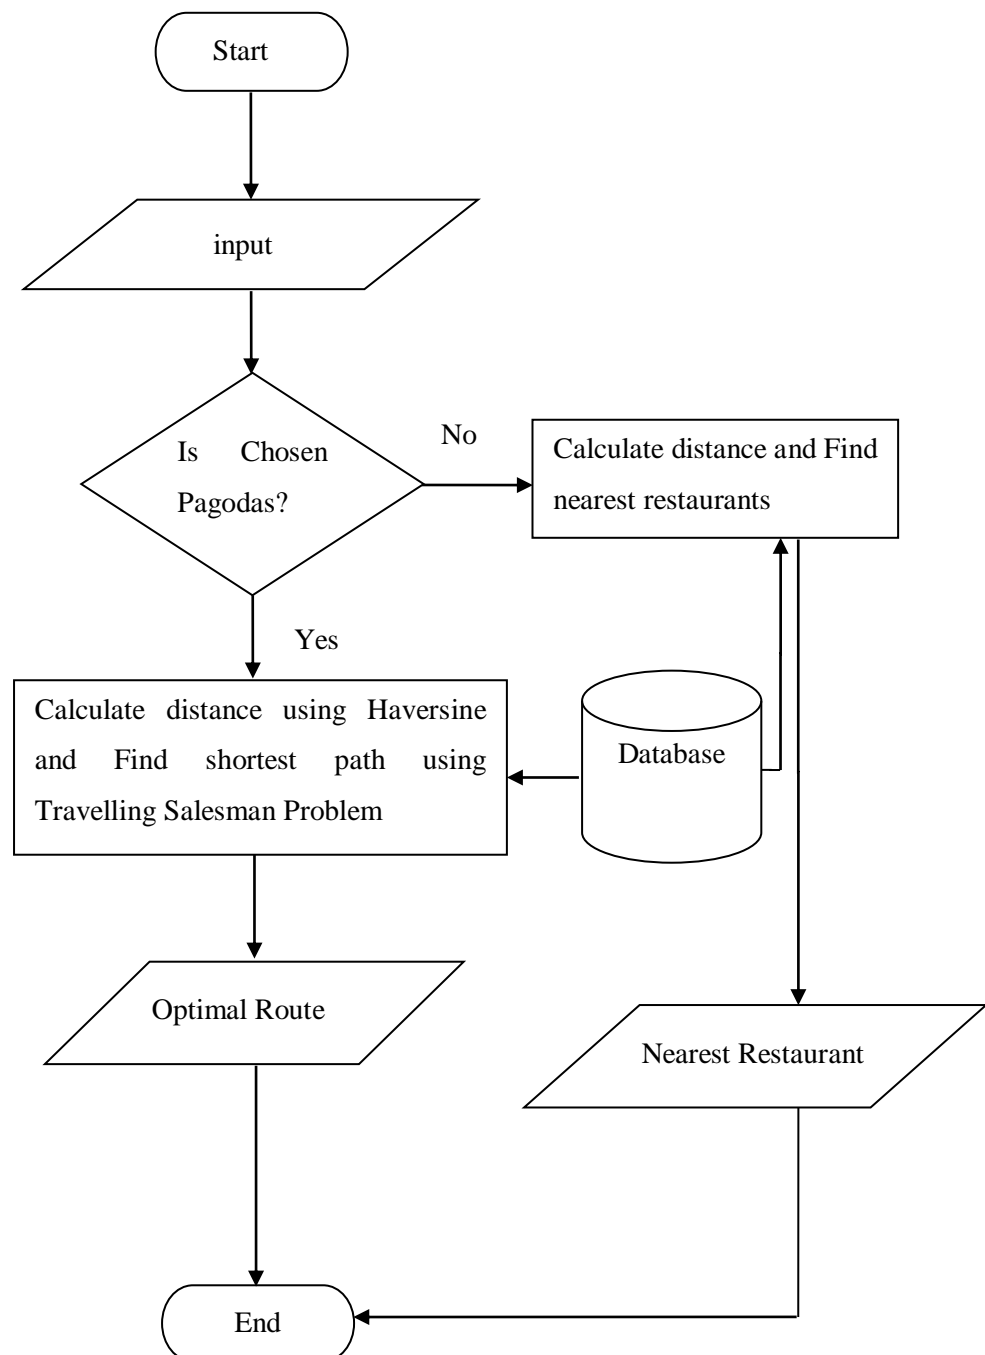 Start
input
Is Chosen
Pagodas?
No
Calculate distance and Find
nearest restaurants
Yes
Calculate distance using Haversine
and Find shortest path using
Travelling Salesman Problem
Database
Optimal Route
Nearest Restaurant
End